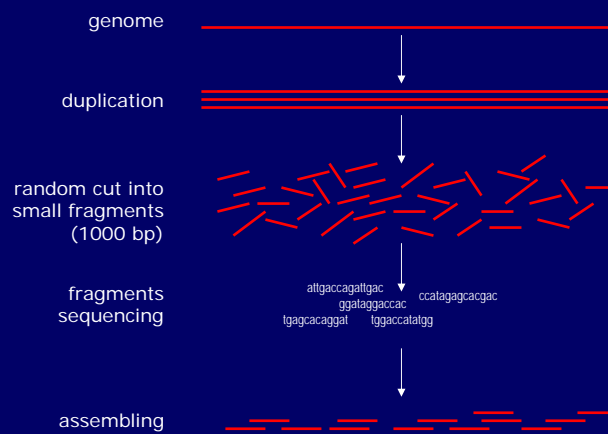 genome
duplication
random cut into
small fragments
(1000 bp)
fragments
sequencing
attgaccagattgac
ccatagagcacgac
ggataggaccac
tgagcacaggat
tggaccatatgg
assembling